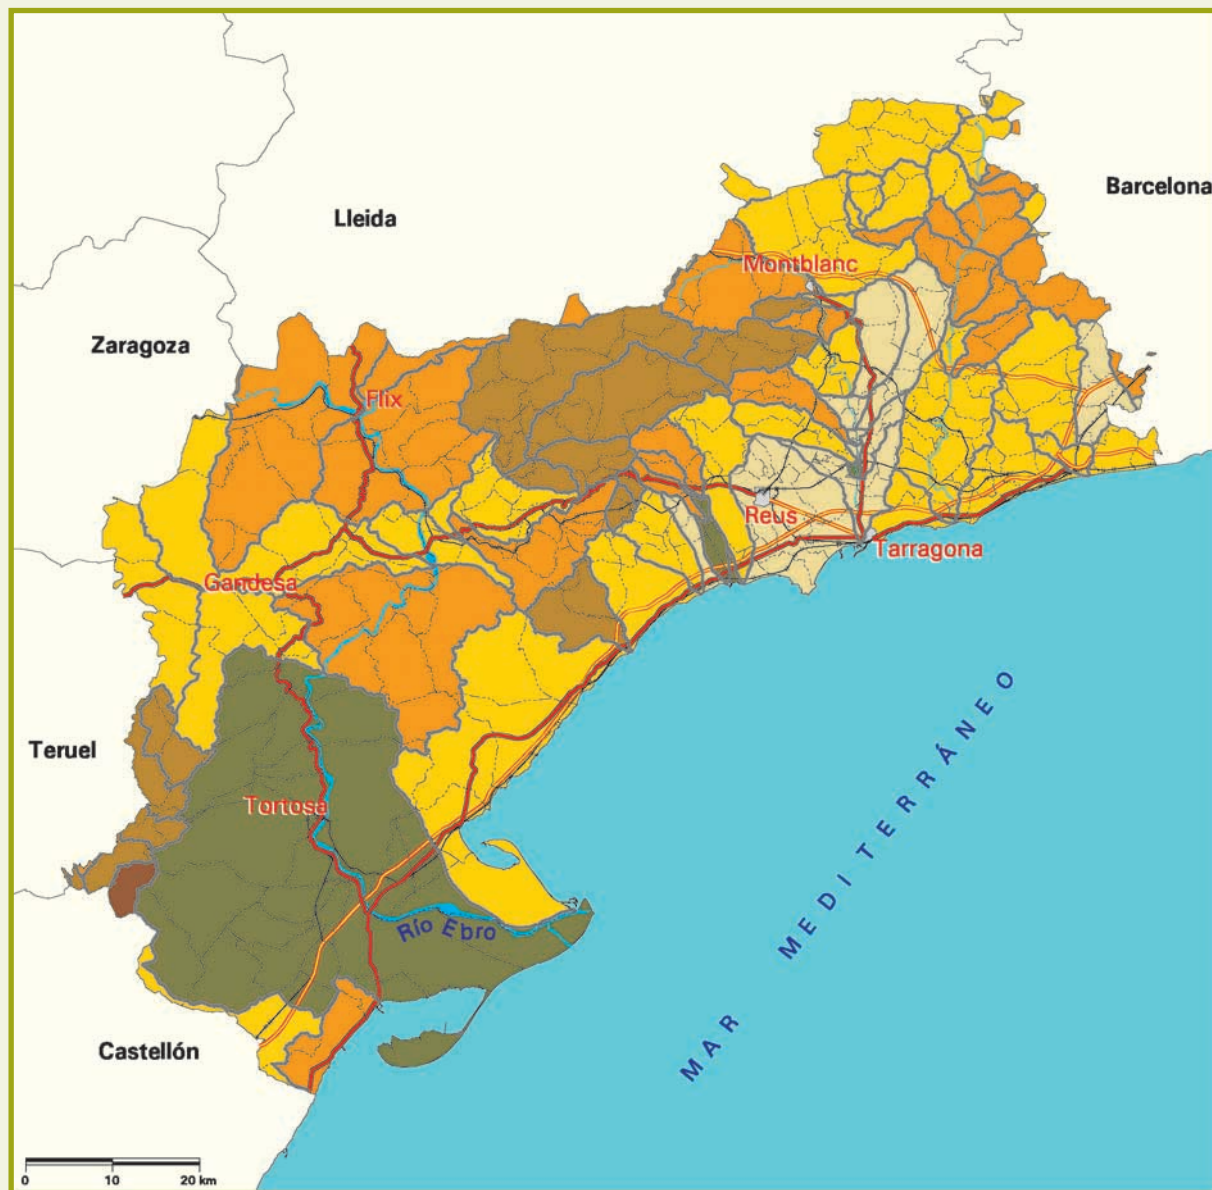 Barcelona
Lleida
Montblanc
Zaragoza
Flix
Reus
Tarragona
Gandesa
Teruel
Tortosa
MAR MEDITERRÁNEO
Río Ebro
Castellón
0 10 20 km